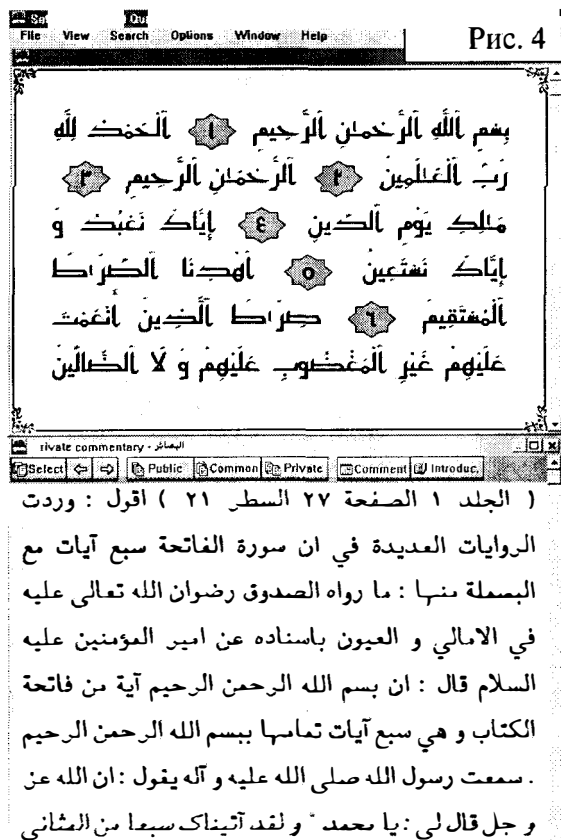 Рис. 4
File View Search Options Window Help
بِسْمِ ٱللَّهِ ٱلرَّحْمَـٰنِ ٱلرَّحِيمِ ١ ٱلْحَمْدُ لِلَّهِ
رَبِّ ٱلْعَـٰلَمِينَ ٢ ٱلرَّحْمَـٰنِ ٱلرَّحِيمِ ٣
مَـٰلِكِ يَوْمِ ٱلدِّينِ ٤ إِيَّاكَ نَعْبُدُ وَ
إِيَّاكَ نَسْتَعِينُ ٥ ٱهْدِنَا ٱلصِّرَٰطَ
ٱلْمُسْتَقِيمَ ٦ صِرَٰطَ ٱلَّذِينَ أَنْعَمْتَ
عَلَيْهِمْ غَيْرِ ٱلْمَغْضُوبِ عَلَيْهِمْ وَ لَا ٱلضَّالِّينَ
rivate commentary - البصائر
Select Public Common Private Comment Introduc.
( الجلد ١ الصفحة ٢٧ السطر ٢١ ) اقول : وردت
الروايات العديدة في ان سورة الفاتحة سبع آيات مع
البسملة منها : ما رواه الصدوق رضوان الله تعالى عليه
في الامالي و العيون باسناده عن امير المؤمنين عليه
السلام قال : ان بسم الله الرحمن الرحيم آية من فاتحة
الكتاب و هي سبع آيات تمامها ببسم الله الرحمن الرحيم
. سمعت رسول الله صلى الله عليه و آله يقول : ان الله عز
و جل قال لي : يا محمد " و لقد آتيناك سبعا من المثاني